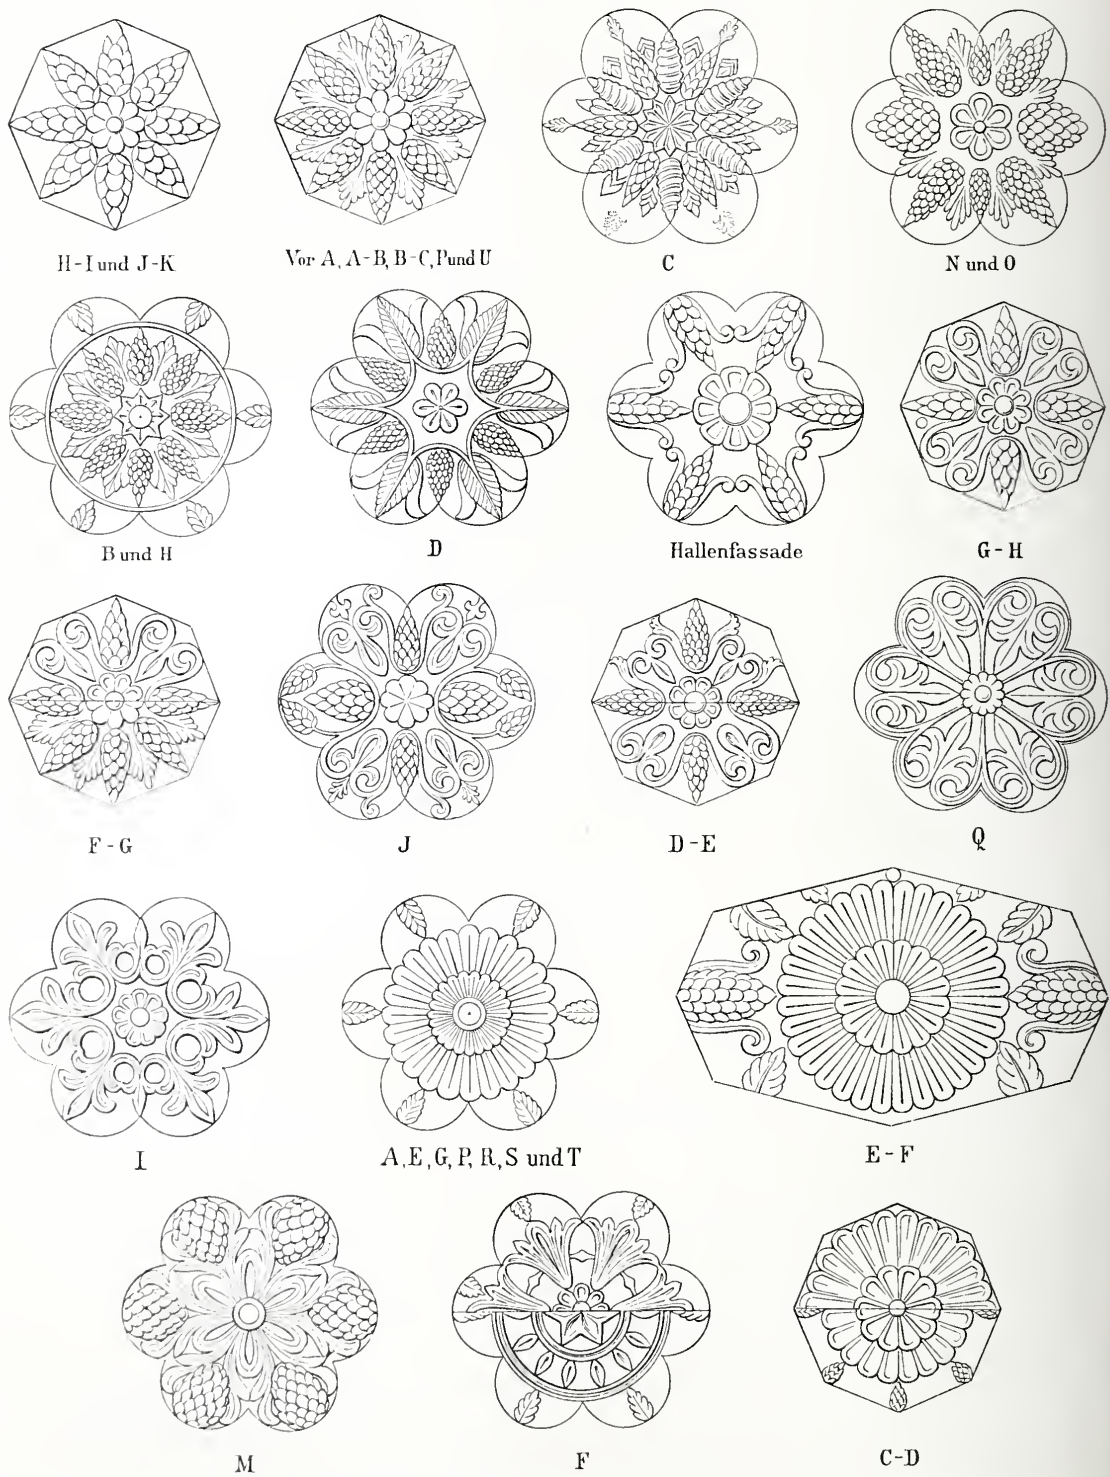 H-I und J-K
Vor A, A-B, B-C, P und U
C
N und O
B und H
D
Hallenfassade
G-H
F-G
J
D-E
Q
I
A, E, G, P, R, S und T
E-F
M
F
C-D